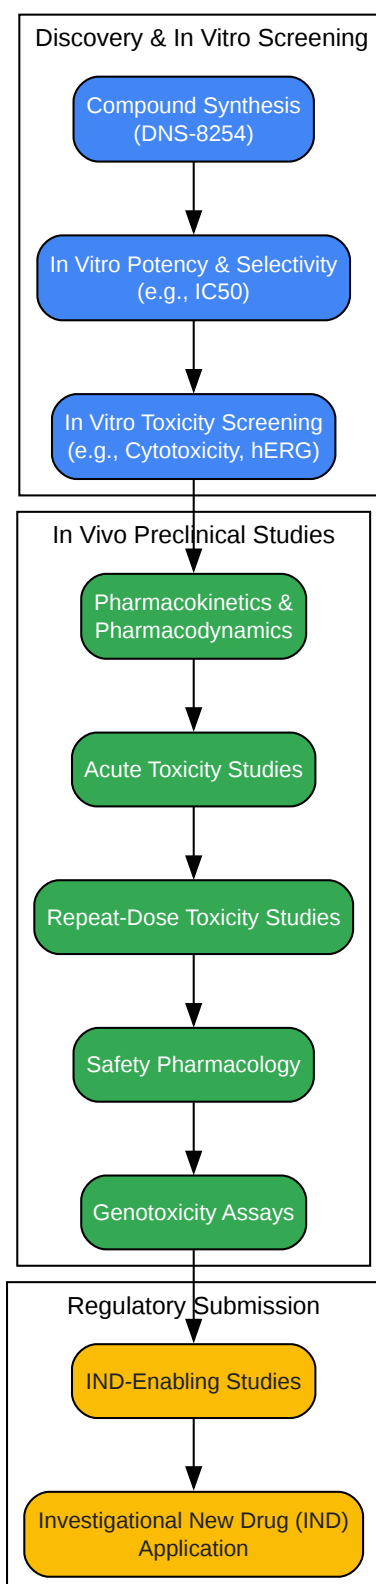 Discovery & In Vitro Screening
Compound Synthesis
(DNS-8254)
In Vitro Potency & Selectivity
(e.g., IC50)
In Vitro Toxicity Screening
(e.g., Cytotoxicity, hERG)
In Vivo Preclinical Studies
Pharmacokinetics &
Pharmacodynamics
Acute Toxicity Studies
Repeat-Dose Toxicity Studies
Safety Pharmacology
Genotoxicity Assays
Regulatory Submission
IND-Enabling Studies
Investigational New Drug (IND)
Application